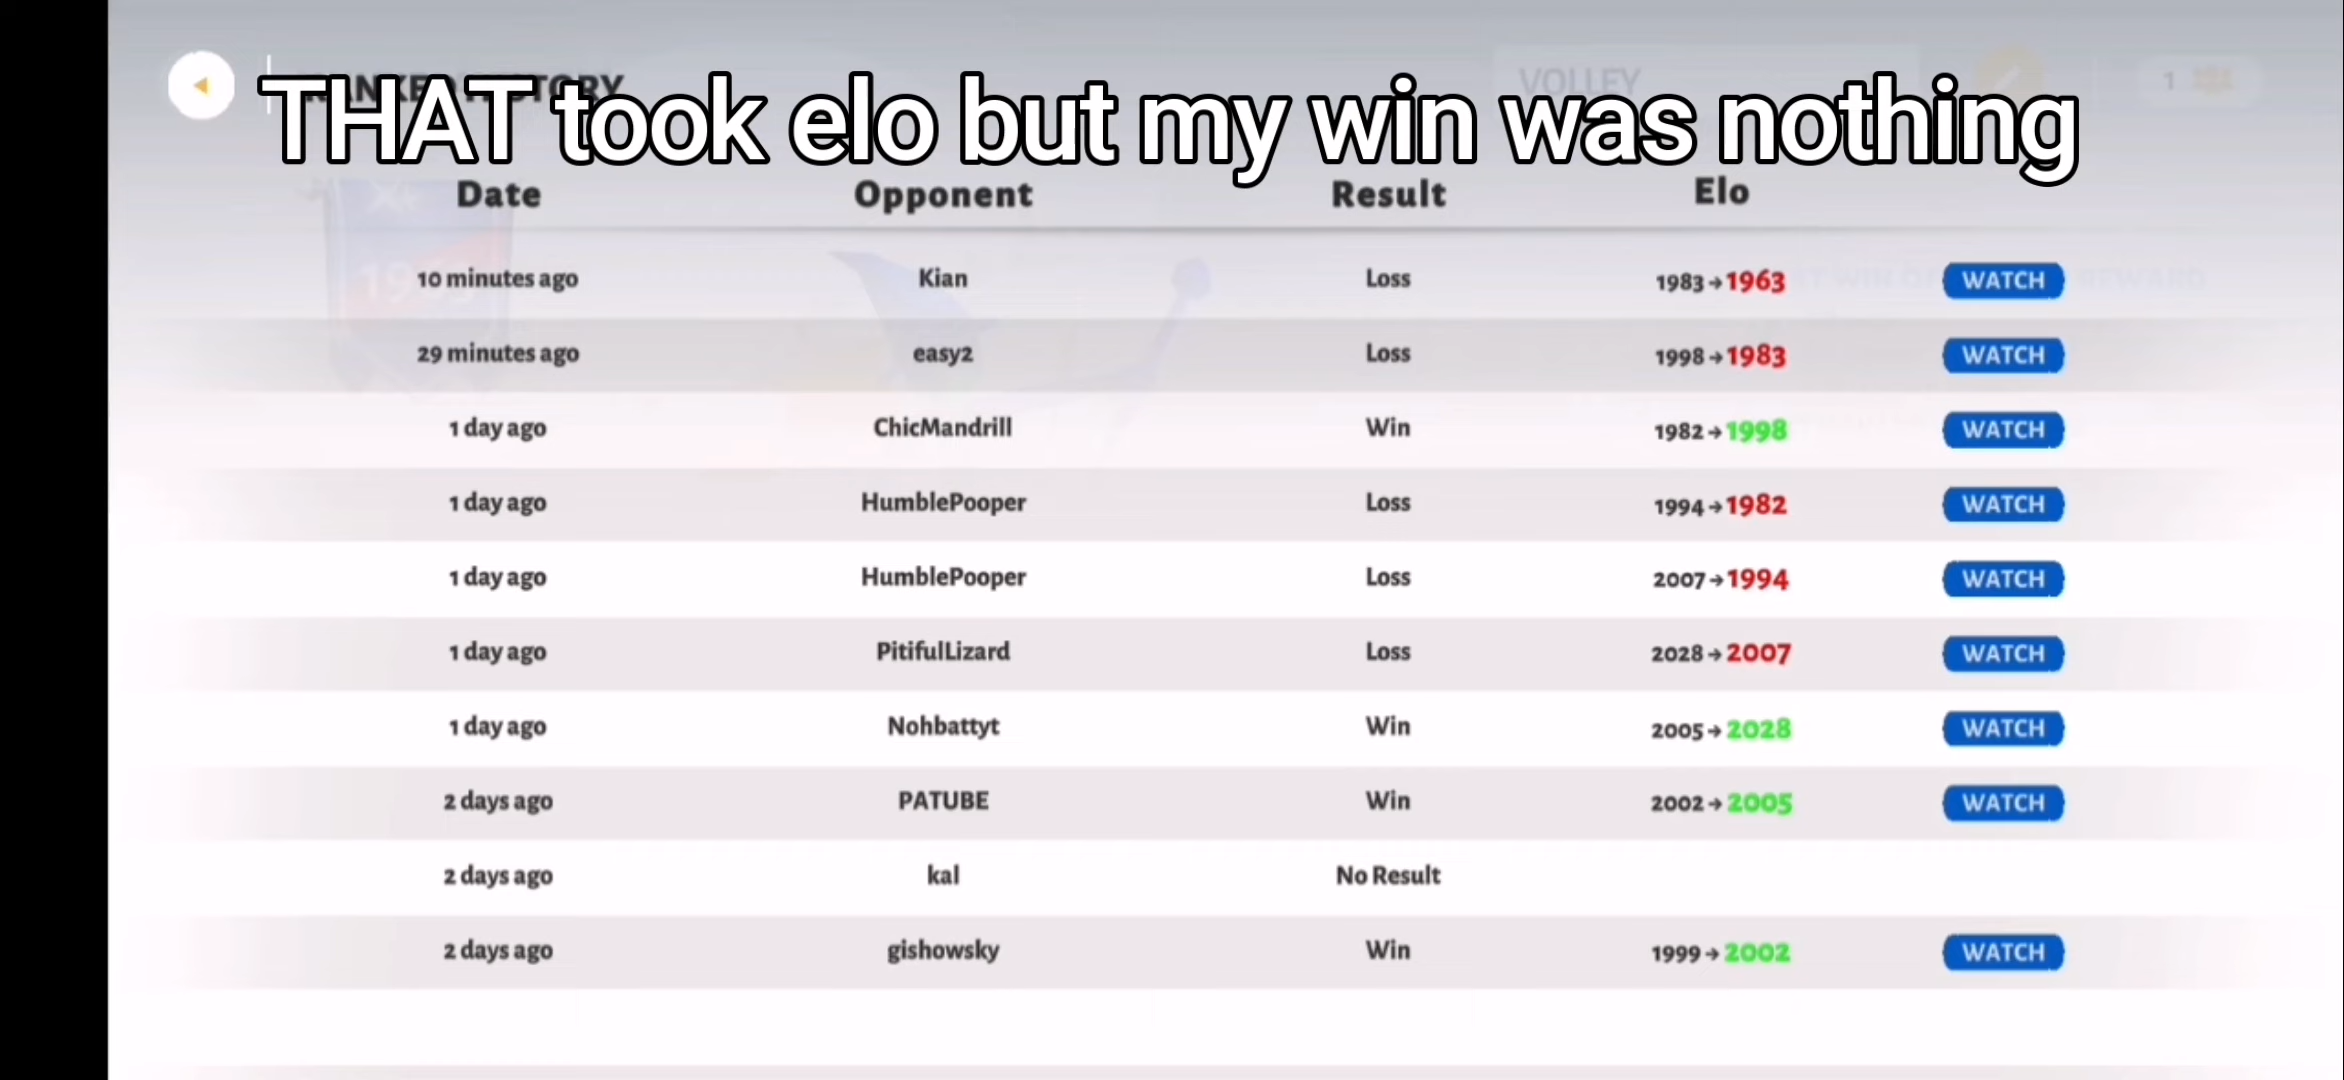 RANKED HISTORY
VOLLEY
1
THAT took elo but my win was nothing
Date Opponent Result Elo
10 minutes ago Kian Loss 1983→1963 WATCH
29 minutes ago easy2 Loss 1998→1983 WATCH
1 day ago ChicMandrill Win 1982→1998 WATCH
1 day ago HumblePooper Loss 1994→1982 WATCH
1 day ago HumblePooper Loss 2007→1994 WATCH
1 day ago PitifulLizard Loss 2028→2007 WATCH
1 day ago Nohbattyt Win 2005→2028 WATCH
2 days ago PATUBE Win 2002→2005 WATCH
2 days ago kal No Result
2 days ago gishowsky Win 1999→2002 WATCH